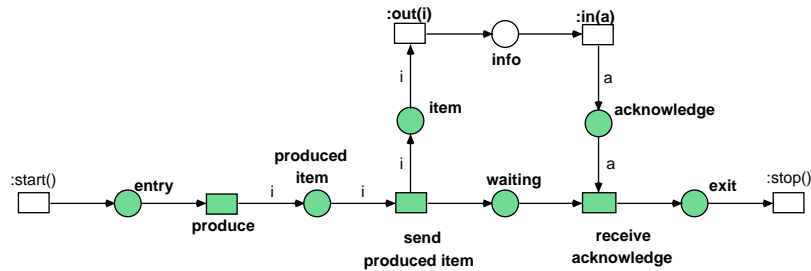 :out(i)
:in(a)
info
i
a
item
acknowledge
i
a
produced
item
:start()
entry
i
i
waiting
exit
:stop()
produce
send
produced item
receive
acknowledge